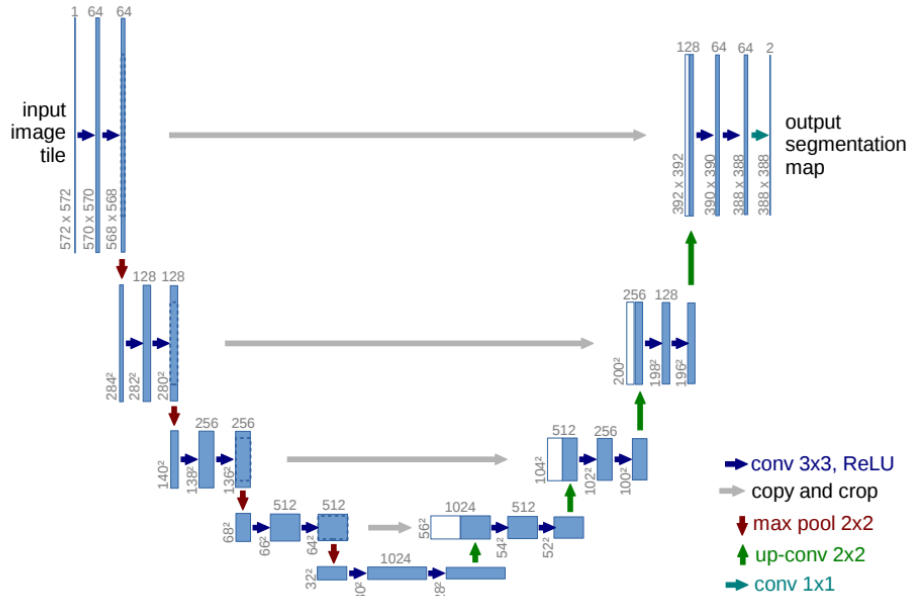 1 64 64
128 64 64 2
input
image
tile
output
segmentation
map
572 x 572
570 x 570
568 x 568
392 x 392
390 x 390
388 x 388
388 x 388
128 128
256 128
284²
282²
280²
200²
198²
196²
256 256
512 256
140²
138²
136²
104²
102²
100²
512 512
1024 512
68²
66²
64²
56²
54²
52²
1024
32²
conv 3x3, ReLU
copy and crop
max pool 2x2
up-conv 2x2
conv 1x1